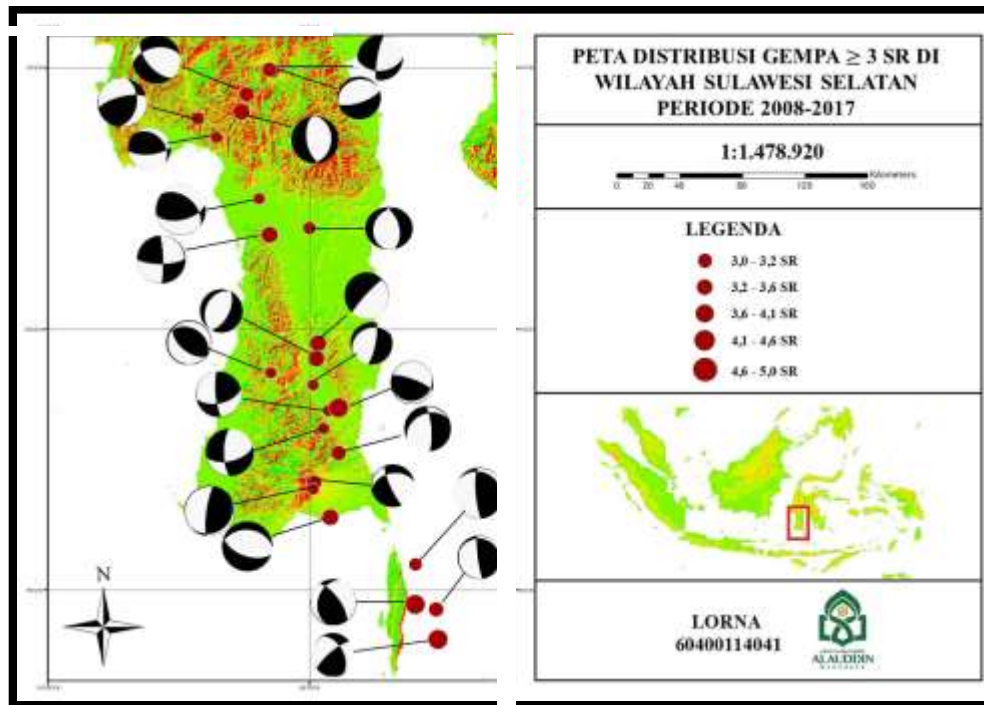 PETA DISTRIBUSI GEMPA ≥ 3 SR DI
WILAYAH SULAWESI SELATAN
PERIODE 2008-2017
1:1.478.920
Kilometers
0 20 40 80 120 160
LEGENDA
3,0 - 3,2 SR
3,2 - 3,6 SR
3,6 - 4,1 SR
4,1 - 4,6 SR
4,6 - 5,0 SR
N
LORNA
60400114041
ALAUDDIN